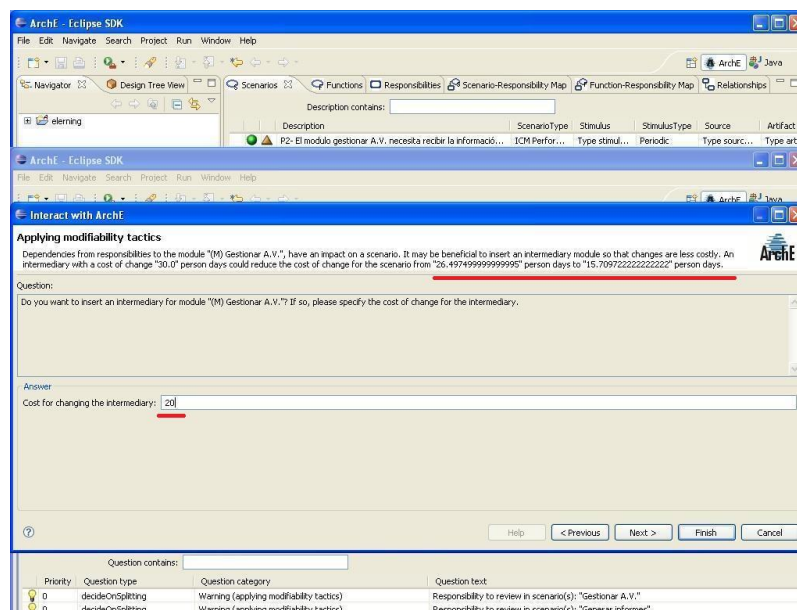 ArchE - Eclipse SDK
File Edit Navigate Search Project Run Window Help
ArchE Java
Navigator Design Tree View Scenarios Functions Responsibilities Scenario-Responsibility Map Function-Responsibility Map Relationships
Description contains:
elerning
Description ScenarioType Stimulus StimulusType Source Artifact
P2- El modulo gestionar A.V. necesita recibir la informació... ICM Perfor... Type stimul... Periodic Type sourc... Type art
ArchE - Eclipse SDK
File Edit Navigate Search Project Run Window Help
ArchE Java
Interact with ArchE
Applying modifiability tactics
Dependencies from responsibilities to the module "(M) Gestionar A.V.", have an impact on a scenario. It may be beneficial to insert an intermediary module so that changes are less costly. An
intermediary with a cost of change "30.0" person days could reduce the cost of change for the scenario from "26.497499999999995" person days to "15.709722222222222" person days.
ArchE
Question:
Do you want to insert an intermediary for module "(M) Gestionar A.V."? If so, please specify the cost of change for the intermediary.
Answer
Cost for changing the intermediary: 20
Help < Previous Next > Finish Cancel
Question contains:
Priority Question type Question category Question text
0 decideOnSplitting Warning (applying modifiability tactics) Responsibility to review in scenario(s): "Gestionar A.V."
0 decideOnSplitting Warning (applying modifiability tactics) Responsibility to review in scenario(s): "Generar informes"